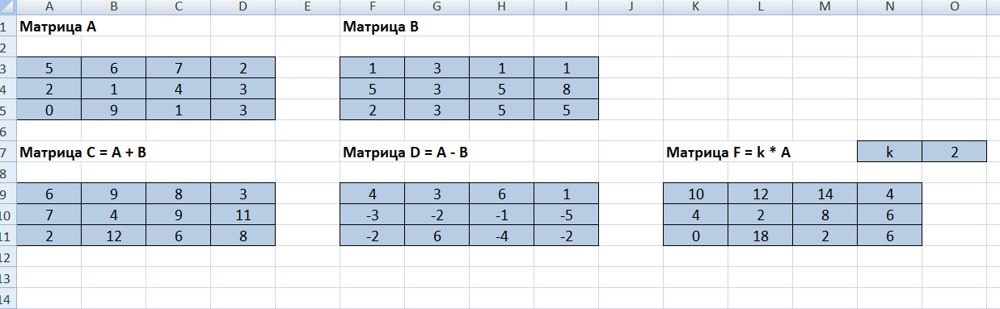 A B C D E F G H I J K L M N O
1 Матрица A Матрица B
2
3 5 6 7 2 1 3 1 1
4 2 1 4 3 5 3 5 8
5 0 9 1 3 2 3 5 5
6
7 Матрица C = A + B Матрица D = A - B Матрица F = k * A k 2
8
9 6 9 8 3 4 3 6 1 10 12 14 4
10 7 4 9 11 -3 -2 -1 -5 4 2 8 6
11 2 12 6 8 -2 6 -4 -2 0 18 2 6
12
13
14